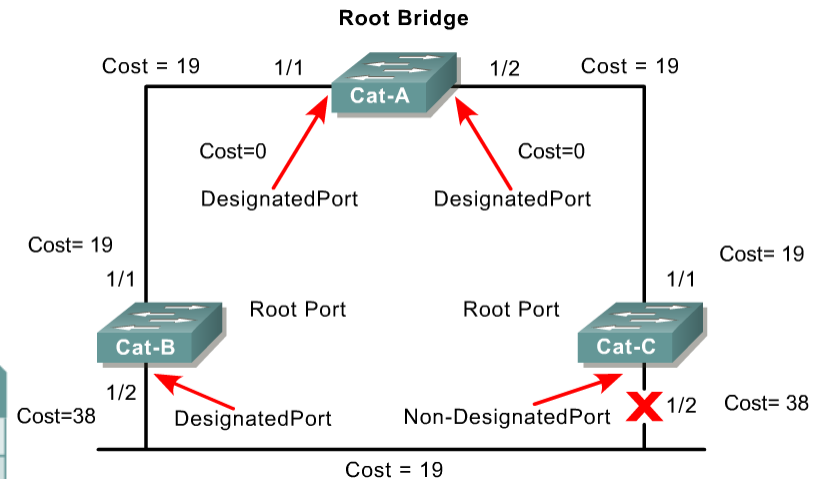 Root Bridge
Cost = 19
1/1
1/2
Cost = 19
Cat-A
Cost=0
Cost=0
DesignatedPort
DesignatedPort
Cost= 19
Cost= 19
1/1
1/1
Root Port
Root Port
Cat-B
Cat-C
1/2
Cost=38
DesignatedPort
Non-DesignatedPort
1/2
Cost= 38
Cost = 19